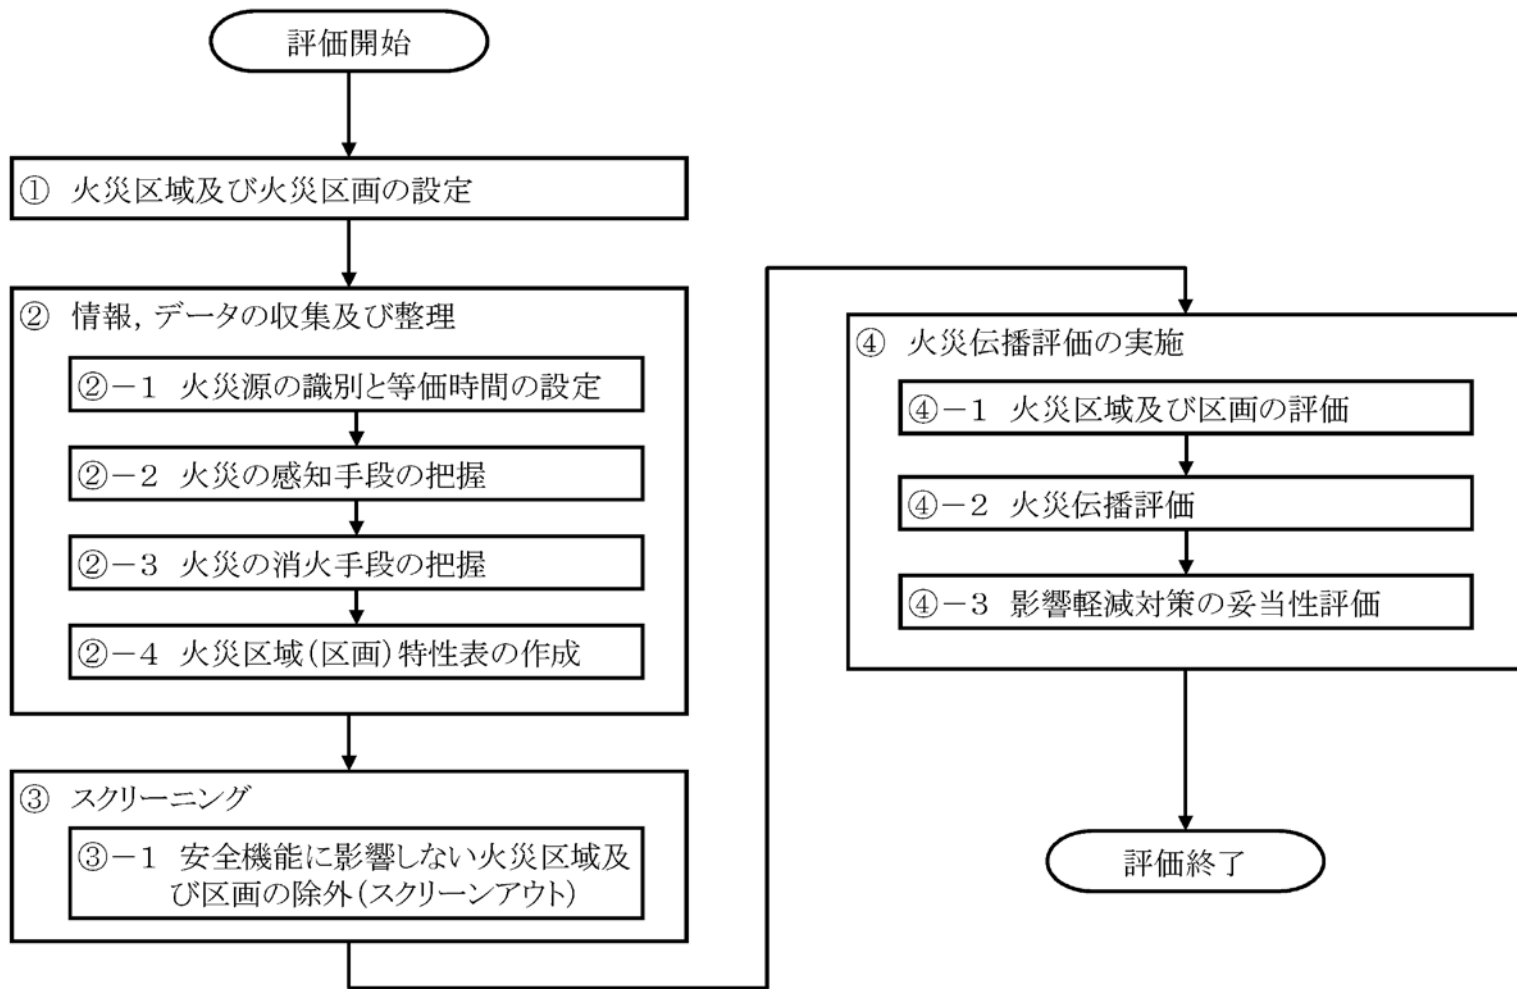 評価開始
① 火災区域及び火災区画の設定
② 情報，データの収集及び整理
②－１ 火災源の識別と等価時間の設定
②－２ 火災の感知手段の把握
②－３ 火災の消火手段の把握
②－４ 火災区域（区画）特性表の作成
③ スクリーニング
③－１ 安全機能に影響しない火災区域及
び区画の除外（スクリーンアウト）
④ 火災伝播評価の実施
④－１ 火災区域及び区画の評価
④－２ 火災伝播評価
④－３ 影響軽減対策の妥当性評価
評価終了